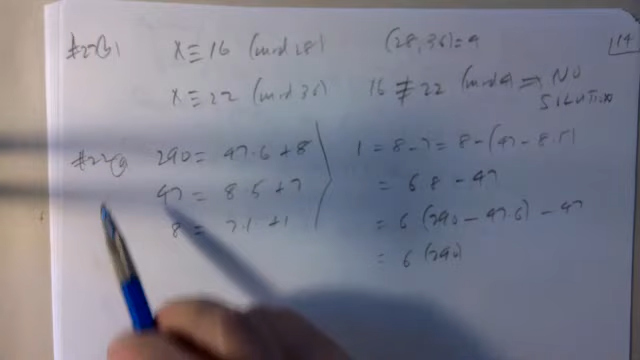 #22b) x ≡ 16 (mod 28) (28, 36) = 4
x ≡ 22 (mod 36) 16 ≢ 22 (mod 4) ⇒ NO SOLUTION
14
290 = 47·6 + 8
47 = 8·5 + 7
8 = 7·1 + 1
1 = 8 - 7 = 8 - (47 - 8·5)
= 6·8 - 47
= 6(290 - 47·6) - 47
= 6(290)